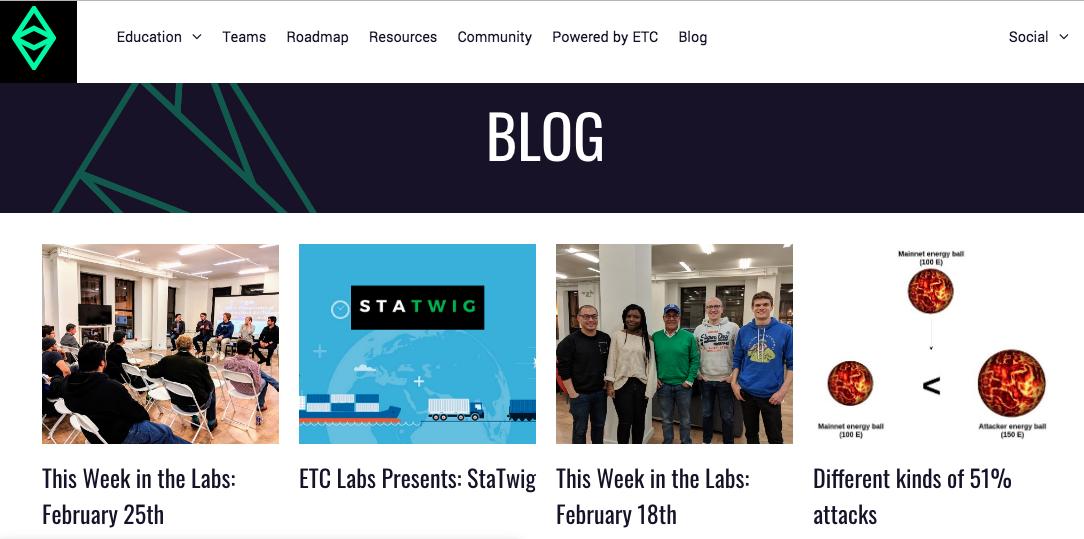 Education Teams Roadmap Resources Community Powered by ETC Blog Social
BLOG
STATWIG
Mainnet energy ball
(100 E)
<
Mainnet energy ball
(100 E)
Attacker energy ball
(150 E)
This Week in the Labs:
February 25th
ETC Labs Presents: StaTwig
This Week in the Labs:
February 18th
Different kinds of 51%
attacks